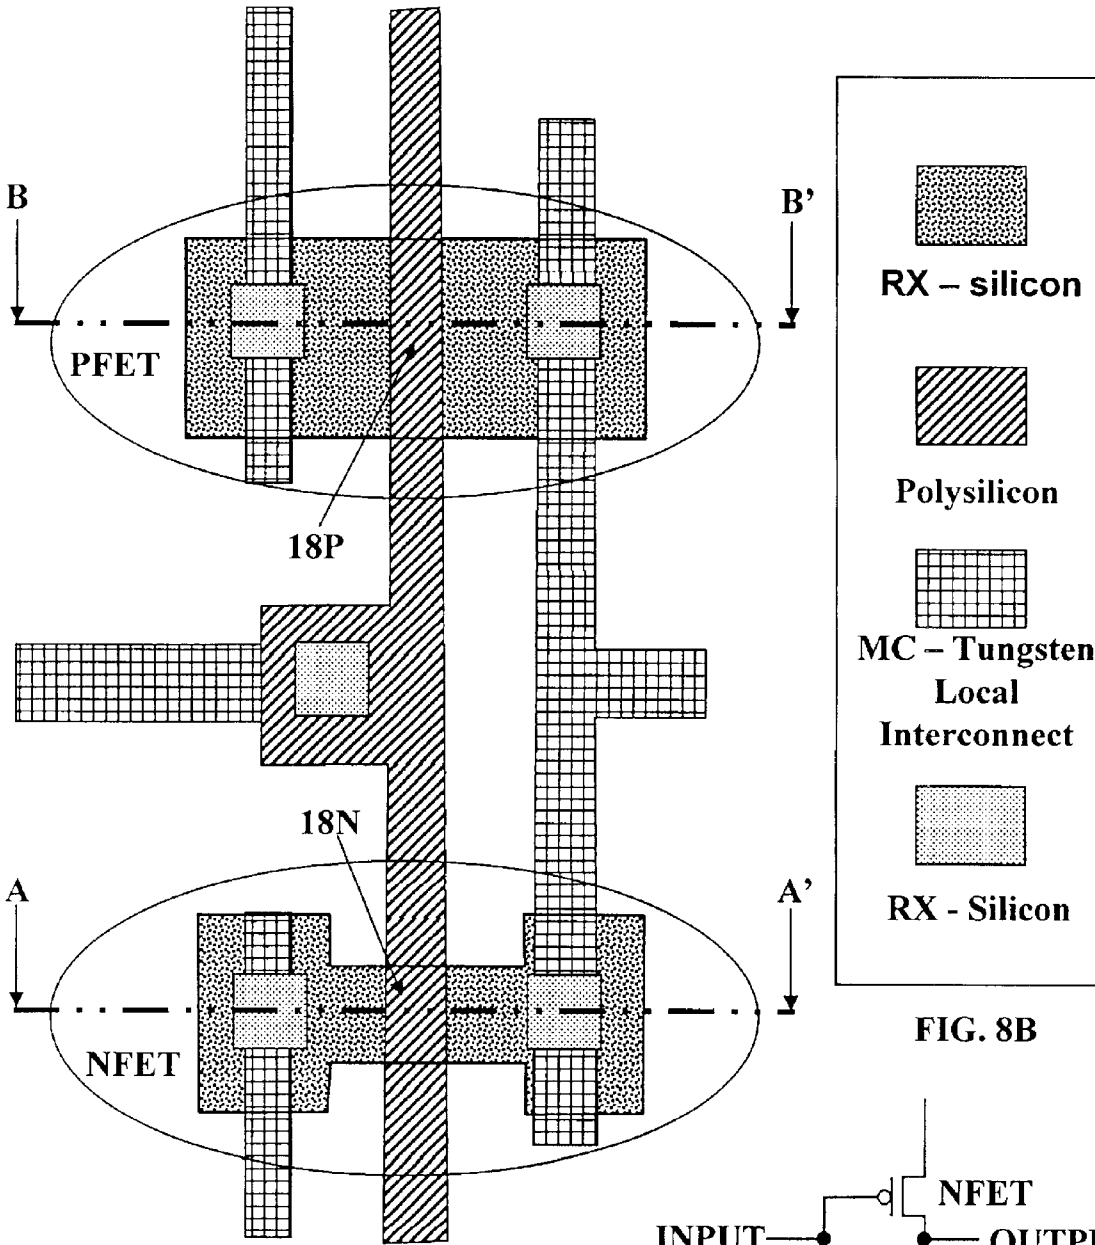 B
B'
PFET
18P
18N
A
A'
NFET
RX – silicon
Polysilicon
MC – Tungsten
Local
Interconnect
RX - Silicon
FIG. 8B
NFET
INPUT